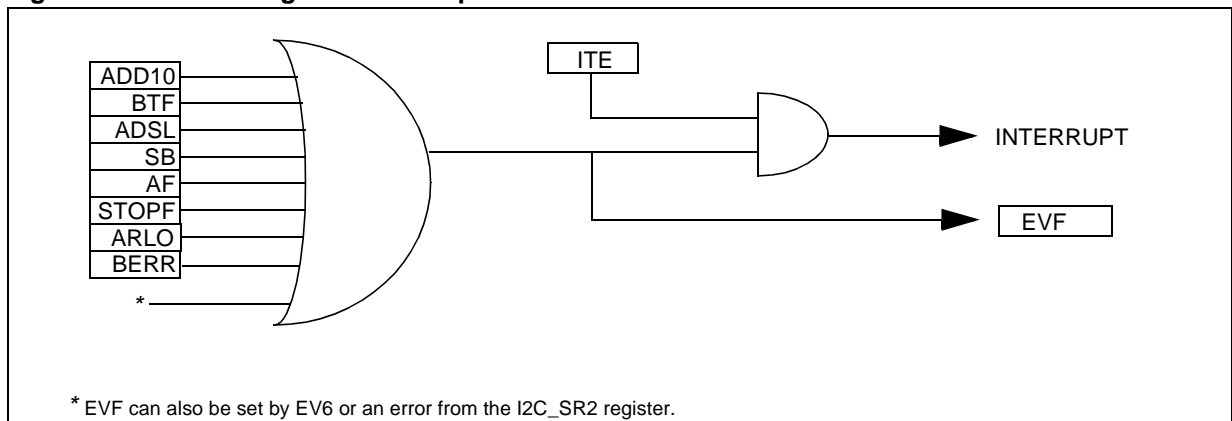 ADD10
BTF
ADSL
SB
AF
STOPF
ARLO
BERR
*
ITE
INTERRUPT
EVF
* EVF can also be set by EV6 or an error from the I2C_SR2 register.